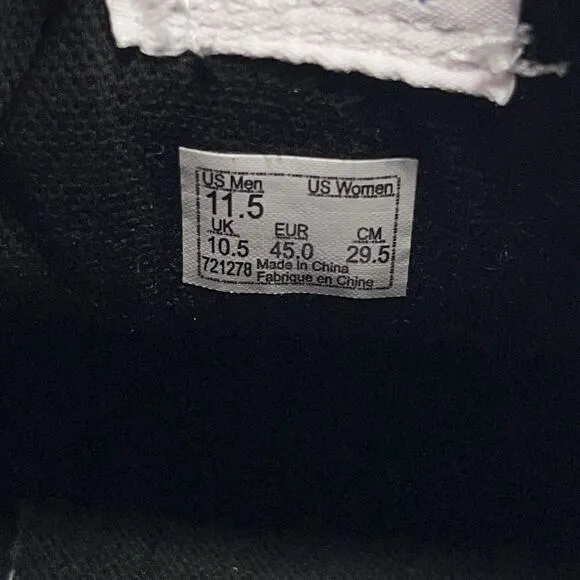 US Men US Women
11.5
UK EUR CM
10.5 45.0 29.5
721278 Made in China
Fabrique en Chine